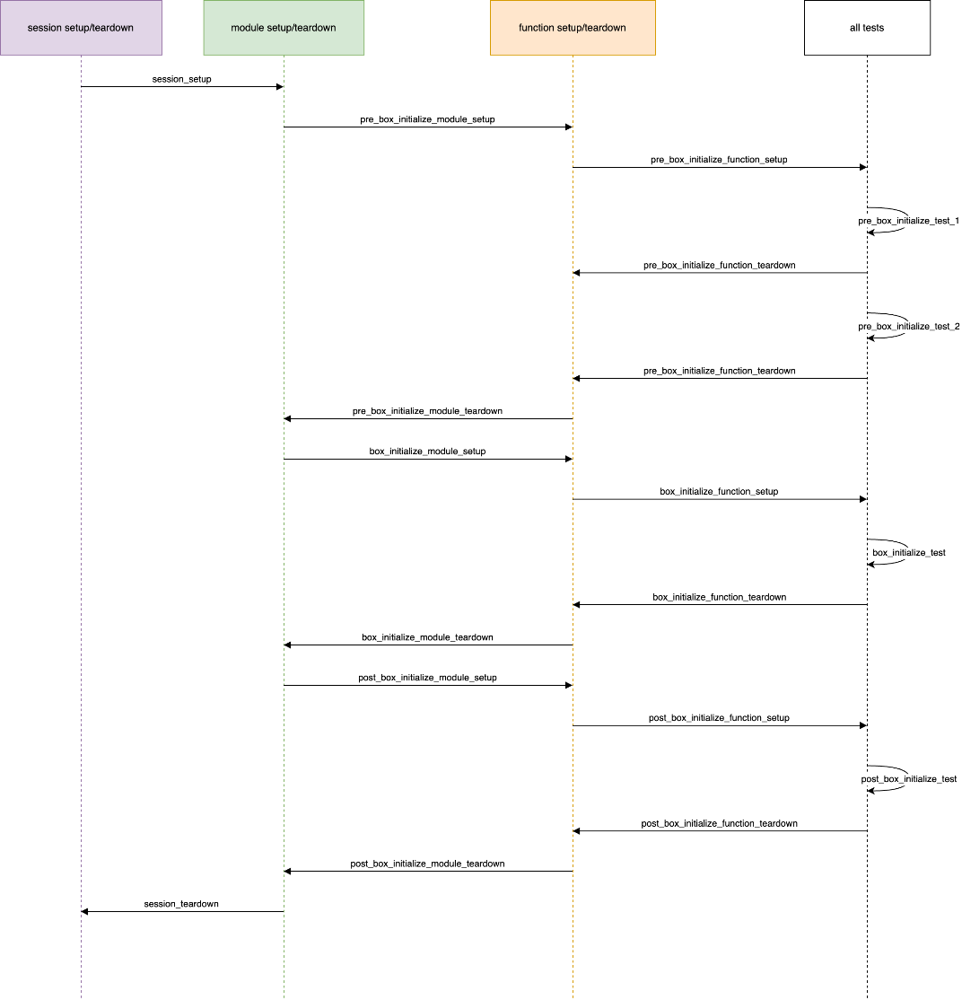 session setup/teardown
module setup/teardown
function setup/teardown
all tests
session_setup
pre_box_initialize_module_setup
pre_box_initialize_function_setup
pre_box_initialize_test_1
pre_box_initialize_function_teardown
pre_box_initialize_test_2
pre_box_initialize_function_teardown
pre_box_initialize_module_teardown
box_initialize_module_setup
box_initialize_function_setup
box_initialize_test
box_initialize_function_teardown
box_initialize_module_teardown
post_box_initialize_module_setup
post_box_initialize_function_setup
post_box_initialize_test
post_box_initialize_function_teardown
post_box_initialize_module_teardown
session_teardown